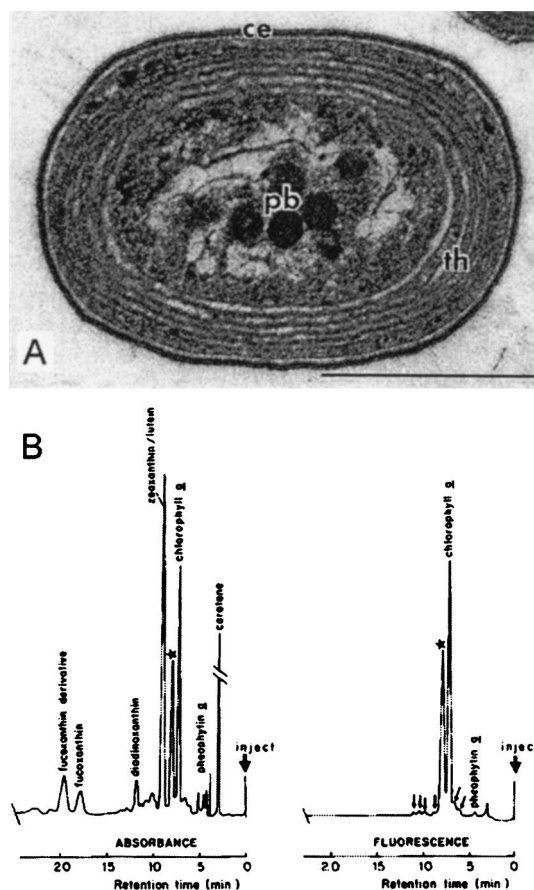 ce
pb
th
A
B
fucoxanthin derivative
fucoxanthin
diadinoxanthin
zeaxanthin/lutein
★
chlorophyll a
pheophytin a
carotene
inject
★
chlorophyll a
pheophytin a
inject
ABSORBANCE
FLUORESCENCE
20 15 10 5 0
20 15 10 5 0
Retention time (min)
Retention time (min)